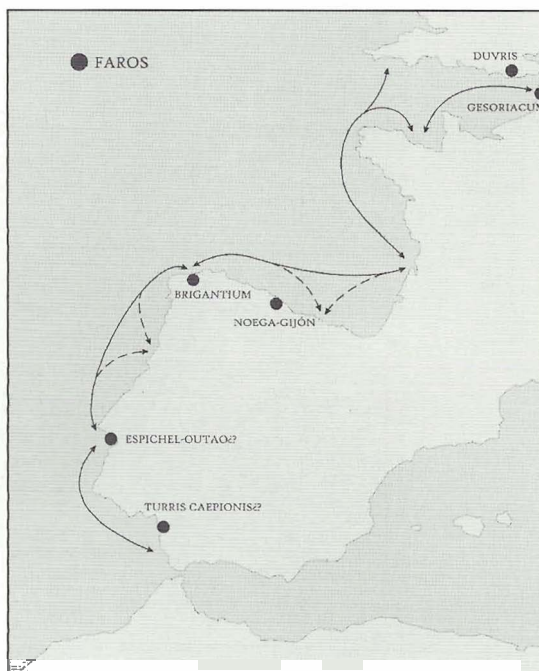 FAROS
DUVRIS
GESORIACUN
BRIGANTIUM
NOEGA-GIJÓN
ESPICHEL-OUTAO¿?
TURRIS CAEPIONIS¿?